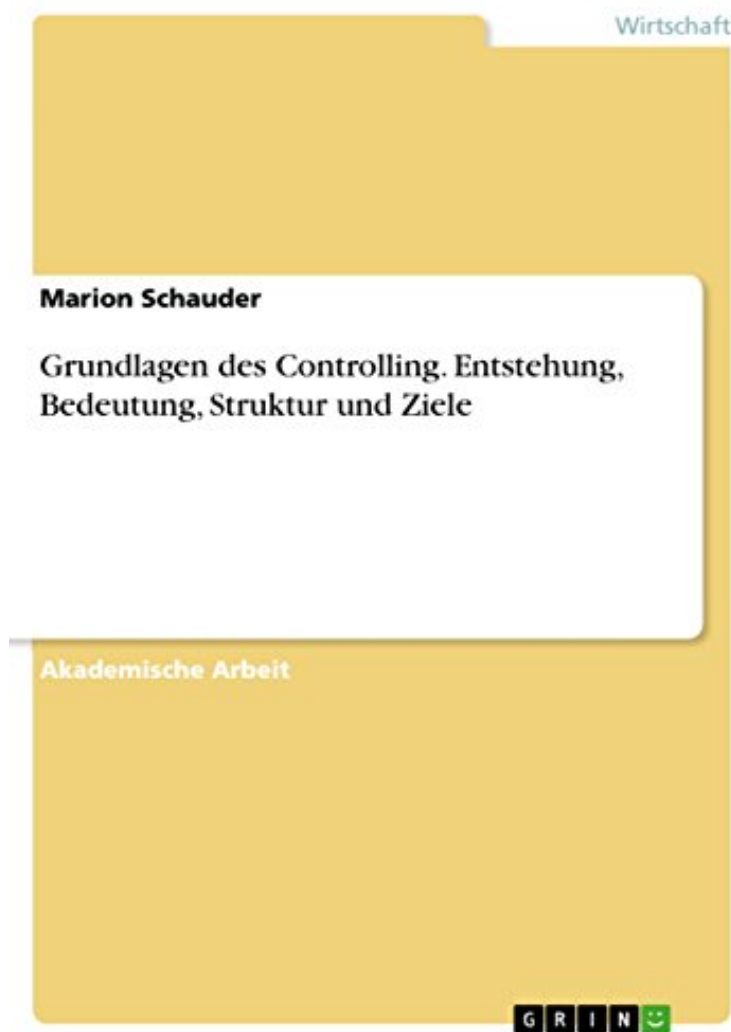 Wirtschaft
Marion Schauder
Grundlagen des Controlling. Entstehung,
Bedeutung, Struktur und Ziele
Akademische Arbeit
GRIN